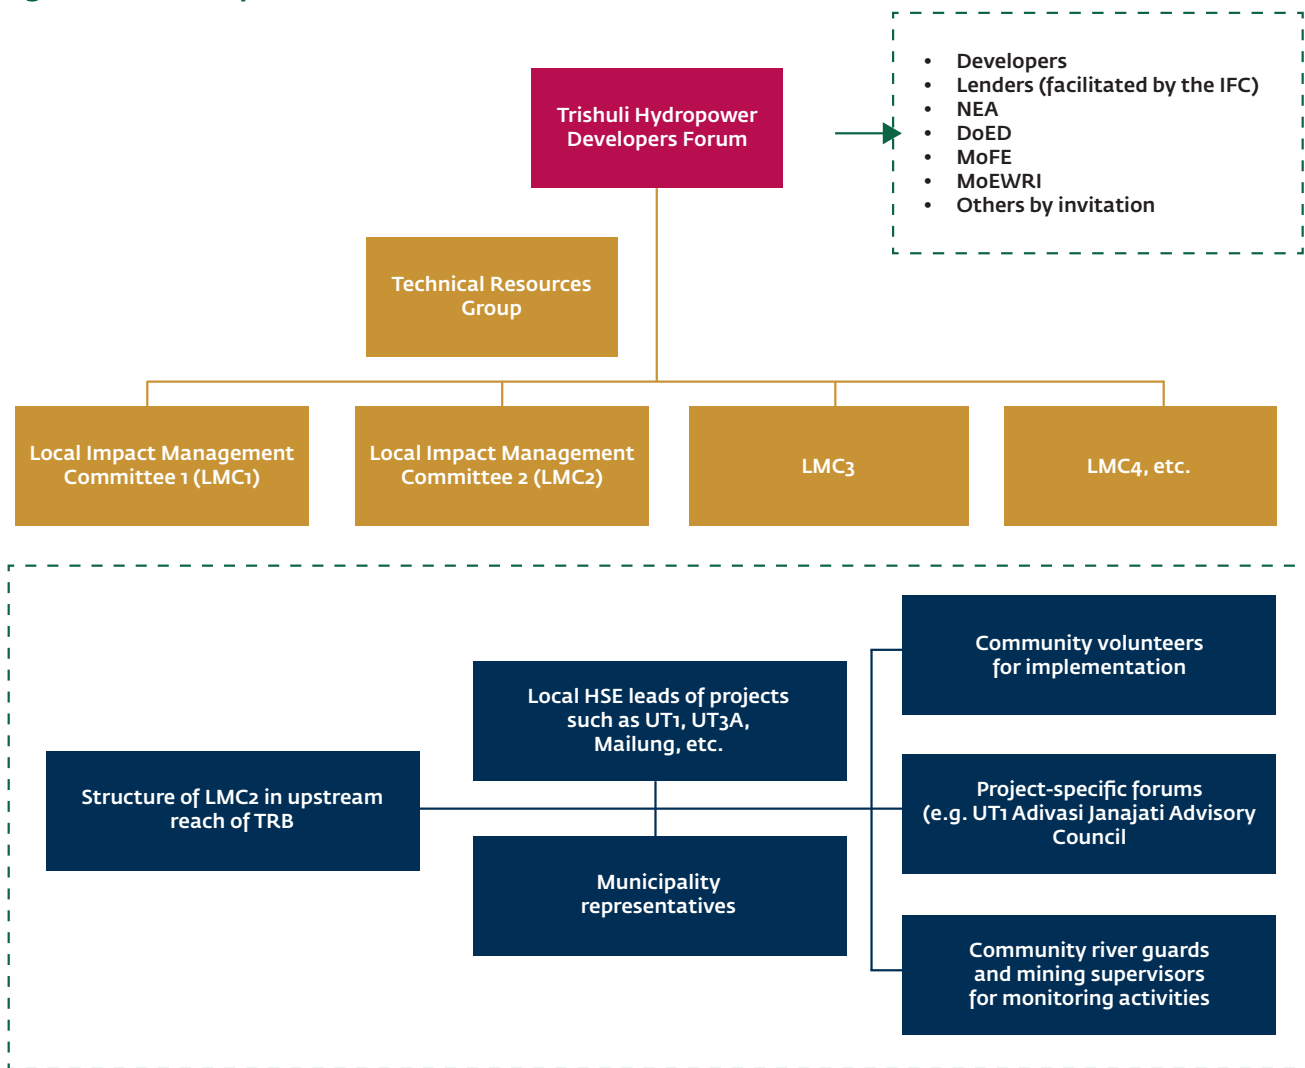 Trishuli Hydropower
Developers Forum
• Developers
• Lenders (facilitated by the IFC)
• NEA
• DoED
• MoFE
• MoEWRI
• Others by invitation
Technical Resources
Group
Local Impact Management
Committee 1 (LMC1)
Local Impact Management
Committee 2 (LMC2)
LMC3
LMC4, etc.
Structure of LMC2 in upstream
reach of TRB
Local HSE leads of projects
such as UT1, UT3A,
Mailung, etc.
Municipality
representatives
Community volunteers
for implementation
Project-specific forums
(e.g. UT1 Adivasi Janajati Advisory
Council
Community river guards
and mining supervisors
for monitoring activities